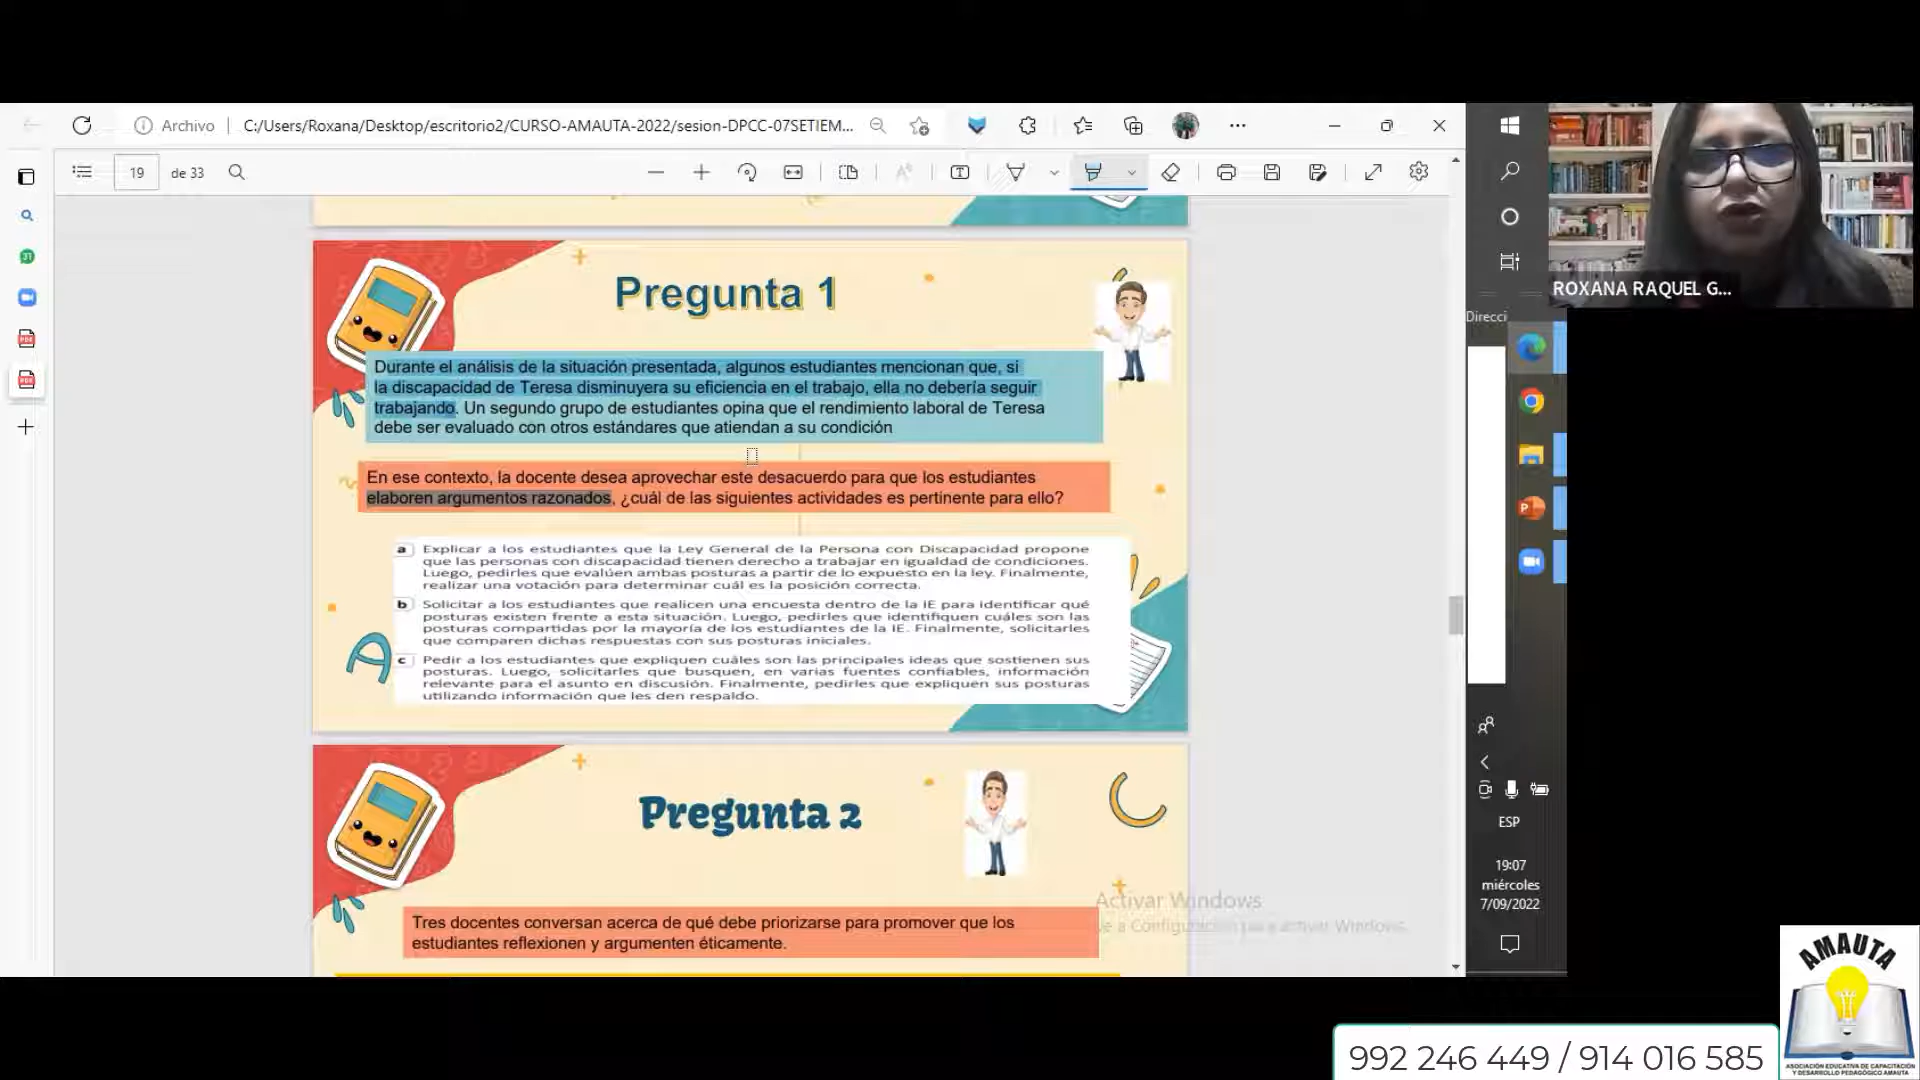 Archivo
C:/Users/Roxana/Desktop/escritorio2/CURSO-AMAUTA-2022/sesion-DPCC-07SETIEM...
19
de 33
Pregunta 1
Durante el análisis de la situación presentada, algunos estudiantes mencionan que, si
la discapacidad de Teresa disminuyera su eficiencia en el trabajo, ella no debería seguir
trabajando. Un segundo grupo de estudiantes opina que el rendimiento laboral de Teresa
debe ser evaluado con otros estándares que atiendan a su condición
En ese contexto, la docente desea aprovechar este desacuerdo para que los estudiantes
elaboren argumentos razonados, ¿cuál de las siguientes actividades es pertinente para ello?
a Explicar a los estudiantes que la Ley General de la Persona con Discapacidad propone
que las personas con discapacidad tienen derecho a trabajar en igualdad de condiciones.
Luego, pedirles que evalúen ambas posturas a partir de lo expuesto en la ley. Finalmente,
realizar una votación para determinar cuál es la posición correcta.
b Solicitar a los estudiantes que realicen una encuesta dentro de la IE para identificar qué
posturas existen frente a esta situación. Luego, pedirles que identifiquen cuáles son las
posturas compartidas por la mayoría de los estudiantes de la IE. Finalmente, solicitarles
que comparen dichas respuestas con sus posturas iniciales.
c Pedir a los estudiantes que expliquen cuáles son las principales ideas que sostienen sus
posturas. Luego, solicitarles que busquen, en varias fuentes confiables, información
relevante para el asunto en discusión. Finalmente, pedirles que expliquen sus posturas
utilizando información que les den respaldo.
Pregunta 2
Tres docentes conversan acerca de qué debe priorizarse para promover que los
estudiantes reflexionen y argumenten éticamente.
Activar Windows
Ve a Configuración para activar Windows.
ROXANA RAQUEL G...
Direcci
ESP
19:07
miércoles
7/09/2022
AMAUTA
ASOCIACIÓN EDUCATIVA DE CAPACITACIÓN
Y DESARROLLO PEDAGÓGICO AMAUTA
992 246 449 / 914 016 585